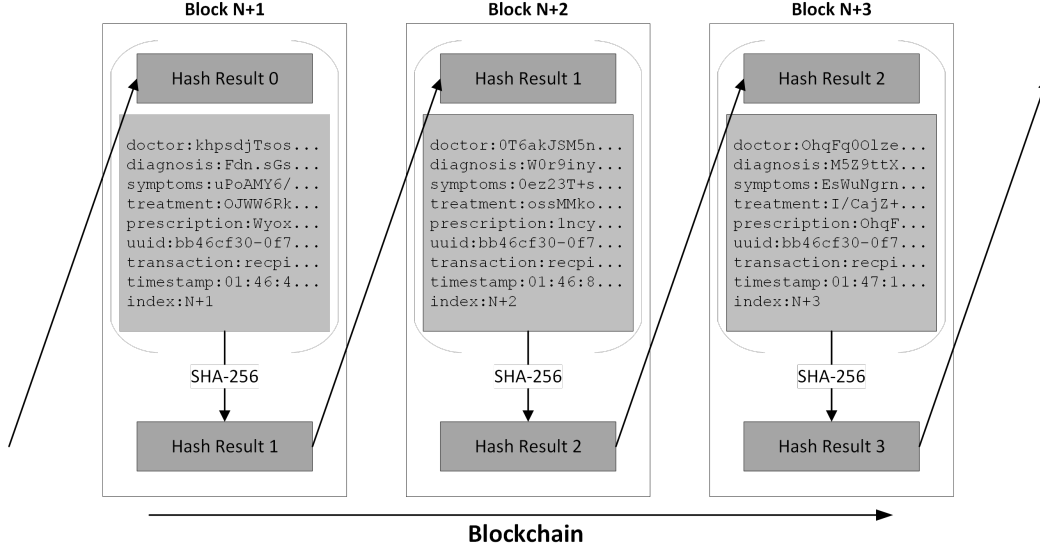 Block N+1
Hash Result 0
doctor:khpsdjTsos...
diagnosis:Fdn.sGs...
symptoms:uPoAMY6/...
treatment:OJWW6Rk...
prescription:Wyox...
uuid:bb46cf30-0f7...
transaction:recpi...
timestamp:01:46:4...
index:N+1
SHA-256
Hash Result 1
Block N+2
Hash Result 1
doctor:0T6akJSM5n...
diagnosis:W0r9iny...
symptoms:0ez23T+s...
treatment:ossMMko...
prescription:1ncy...
uuid:bb46cf30-0f7...
transaction:recpi...
timestamp:01:46:8...
index:N+2
SHA-256
Hash Result 2
Block N+3
Hash Result 2
doctor:OhqFq0Olze...
diagnosis:M5Z9ttX...
symptoms:EsWuNgrn...
treatment:I/CajZ+...
prescription:OhqF...
uuid:bb46cf30-0f7...
transaction:recpi...
timestamp:01:47:1...
index:N+3
SHA-256
Hash Result 3
Blockchain